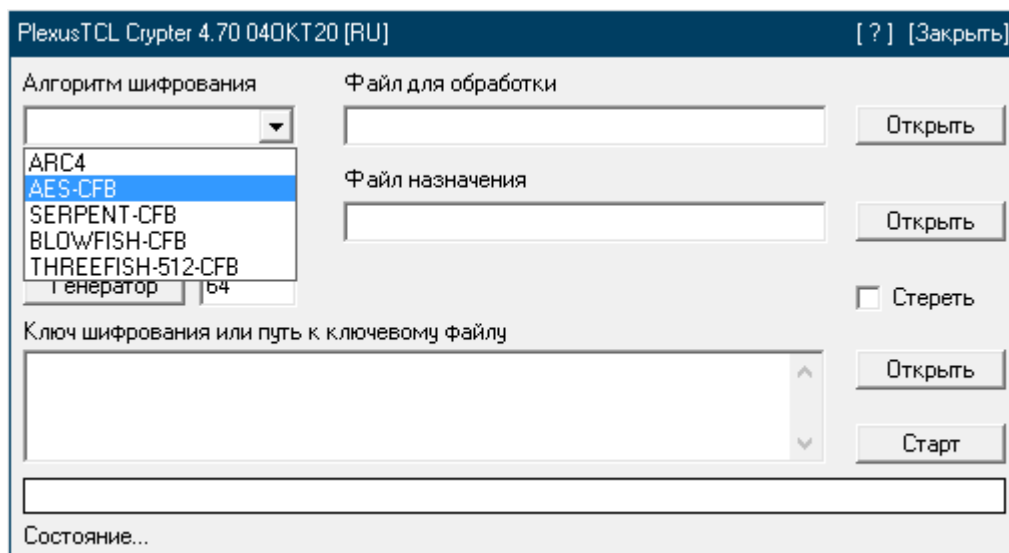 PlexusTCL Crypter 4.70 04OKT20 [RU] [ ? ] [Закрыть]
Алгоритм шифрования
Файл для обработки
Открыть
ARC4
AES-CFB
SERPENT-CFB
BLOWFISH-CFB
THREEFISH-512-CFB
Файл назначения
Открыть
Генератор 64
Стереть
Ключ шифрования или путь к ключевому файлу
Открыть
Старт
Состояние...